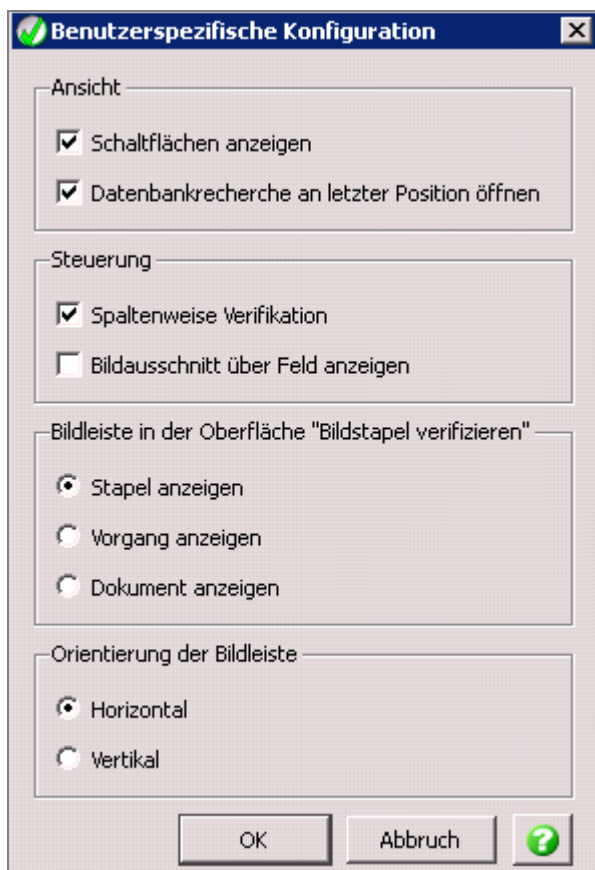 Benutzerspezifische Konfiguration
Ansicht
Schaltflächen anzeigen
Datenbankrecherche an letzter Position öffnen
Steuerung
Spaltenweise Verifikation
Bildausschnitt über Feld anzeigen
Bildleiste in der Oberfläche "Bildstapel verifizieren"
Stapel anzeigen
Vorgang anzeigen
Dokument anzeigen
Orientierung der Bildleiste
Horizontal
Vertikal
OK Abbruch ?